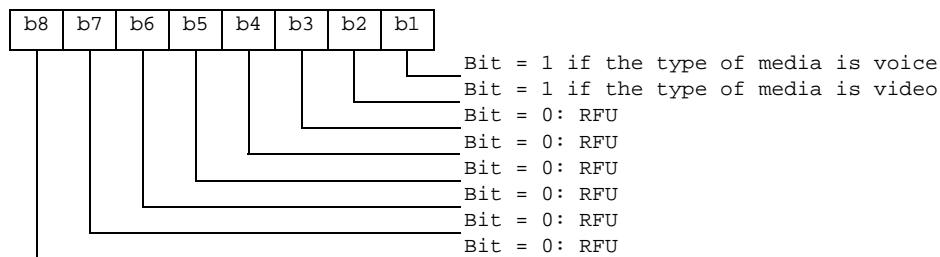 b8 b7 b6 b5 b4 b3 b2 b1
Bit = 1 if the type of media is voice
Bit = 1 if the type of media is video
Bit = 0: RFU
Bit = 0: RFU
Bit = 0: RFU
Bit = 0: RFU
Bit = 0: RFU
Bit = 0: RFU